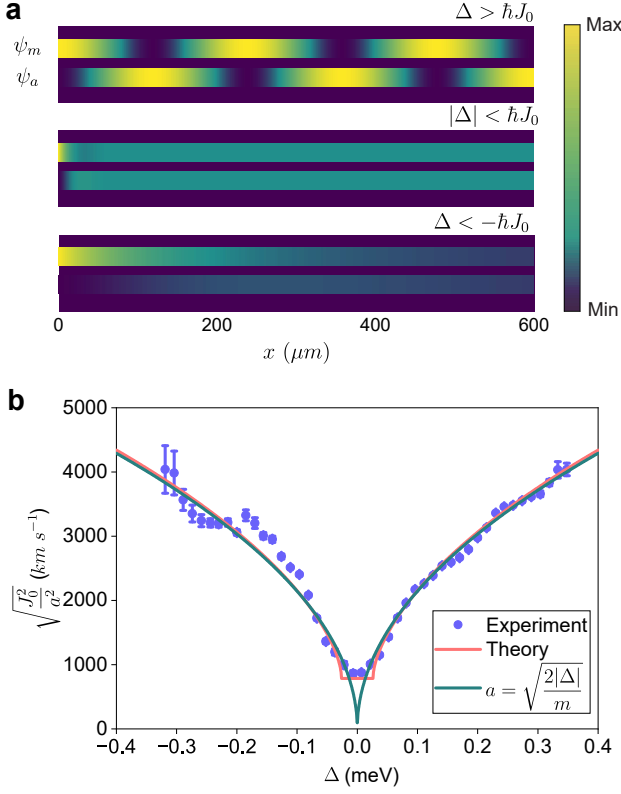 a
Δ > ħJ₀
Max
ψₘ
ψₐ
|Δ| < ħJ₀
Δ < −ħJ₀
Min
0 200 400 600
x (μm)
b
5000
4000
3000
2000
1000
0
√(J₀²/a²) (km s⁻¹)
Experiment
Theory
a = √(2|Δ|/m)
−0.4 −0.3 −0.2 −0.1 0.0 0.1 0.2 0.3 0.4
Δ (meV)